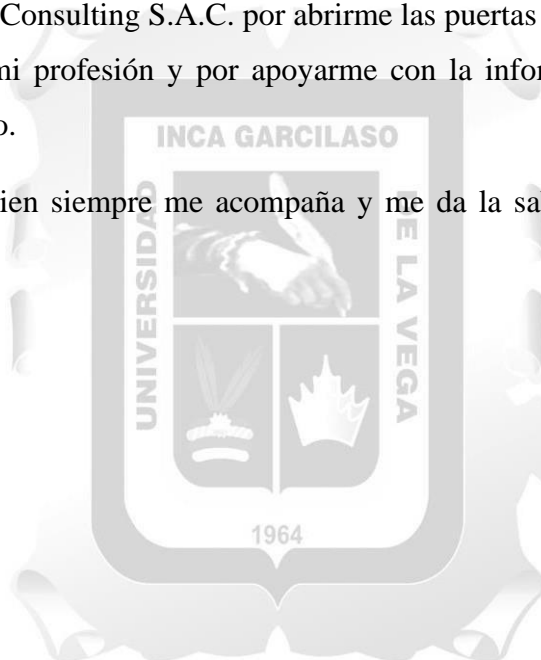 Consulting S.A.C. por abrirme las puertas
mi profesión y por apoyarme con la infor
o.
INCA GARCILASO
ien siempre me acompaña y me da la sal
UNIVERSIDAD
DE LA VEGA
1964